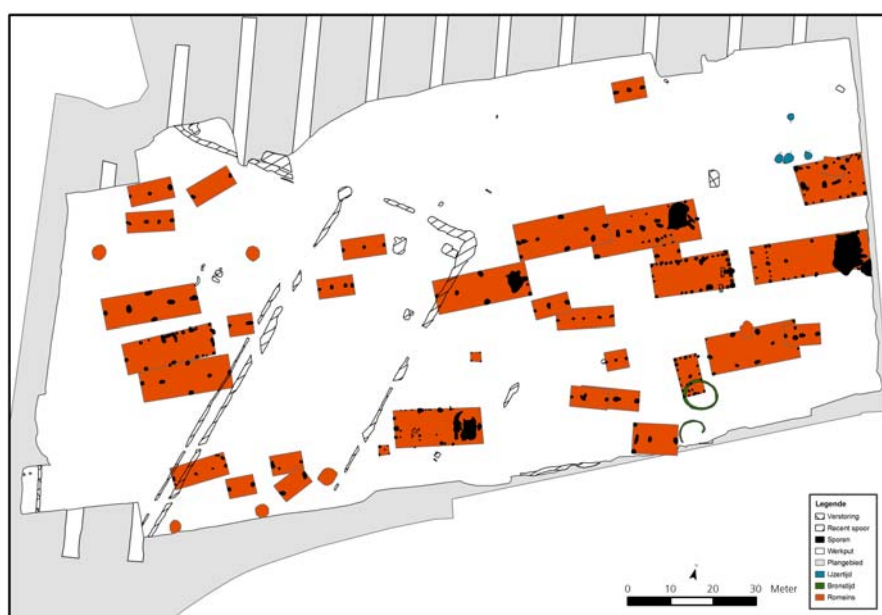 Legende
Verstoring
Recent spoor
Sporen
Werkput
Plangebied
IJzertijd
Bronstijd
Romeins
0 10 20 30 Meter